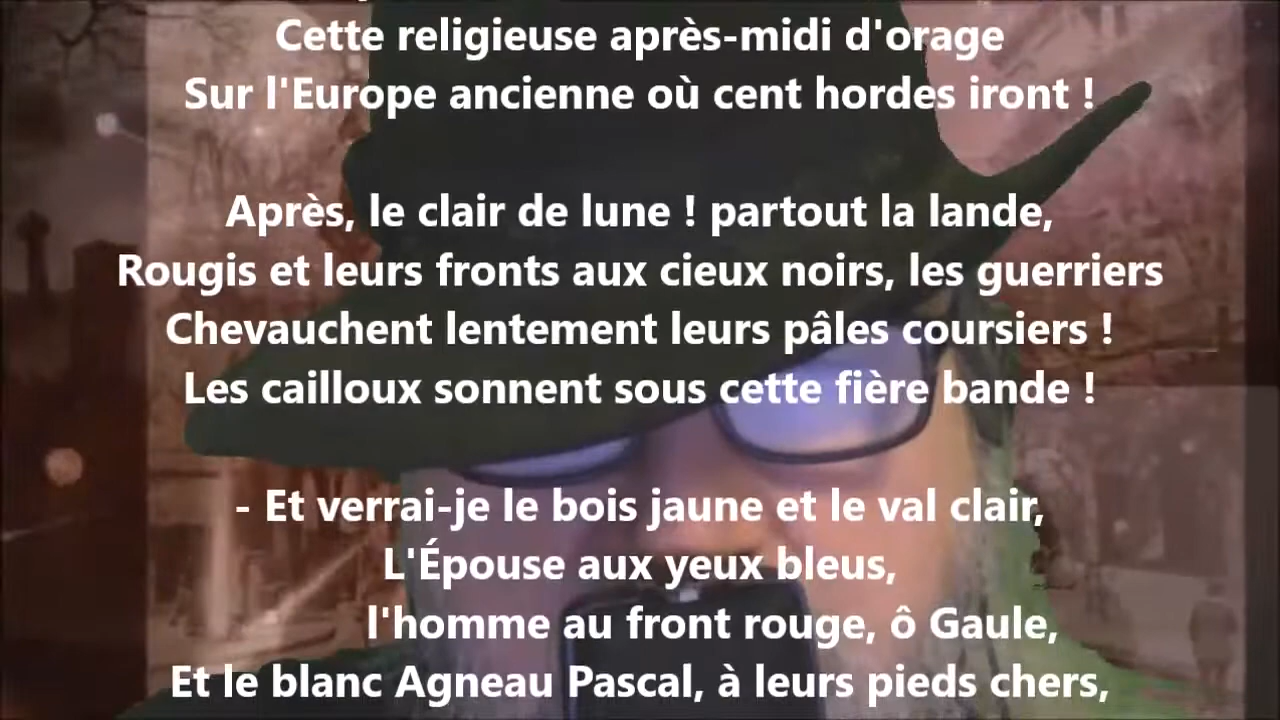 Cette religieuse après-midi d'orage
Sur l'Europe ancienne où cent hordes iront !
Après, le clair de lune ! partout la lande,
Rougis et leurs fronts aux cieux noirs, les guerriers
Chevauchent lentement leurs pâles coursiers !
Les cailloux sonnent sous cette fière bande !
- Et verrai-je le bois jaune et le val clair,
L'Épouse aux yeux bleus,
l'homme au front rouge, ô Gaule,
Et le blanc Agneau Pascal, à leurs pieds chers,